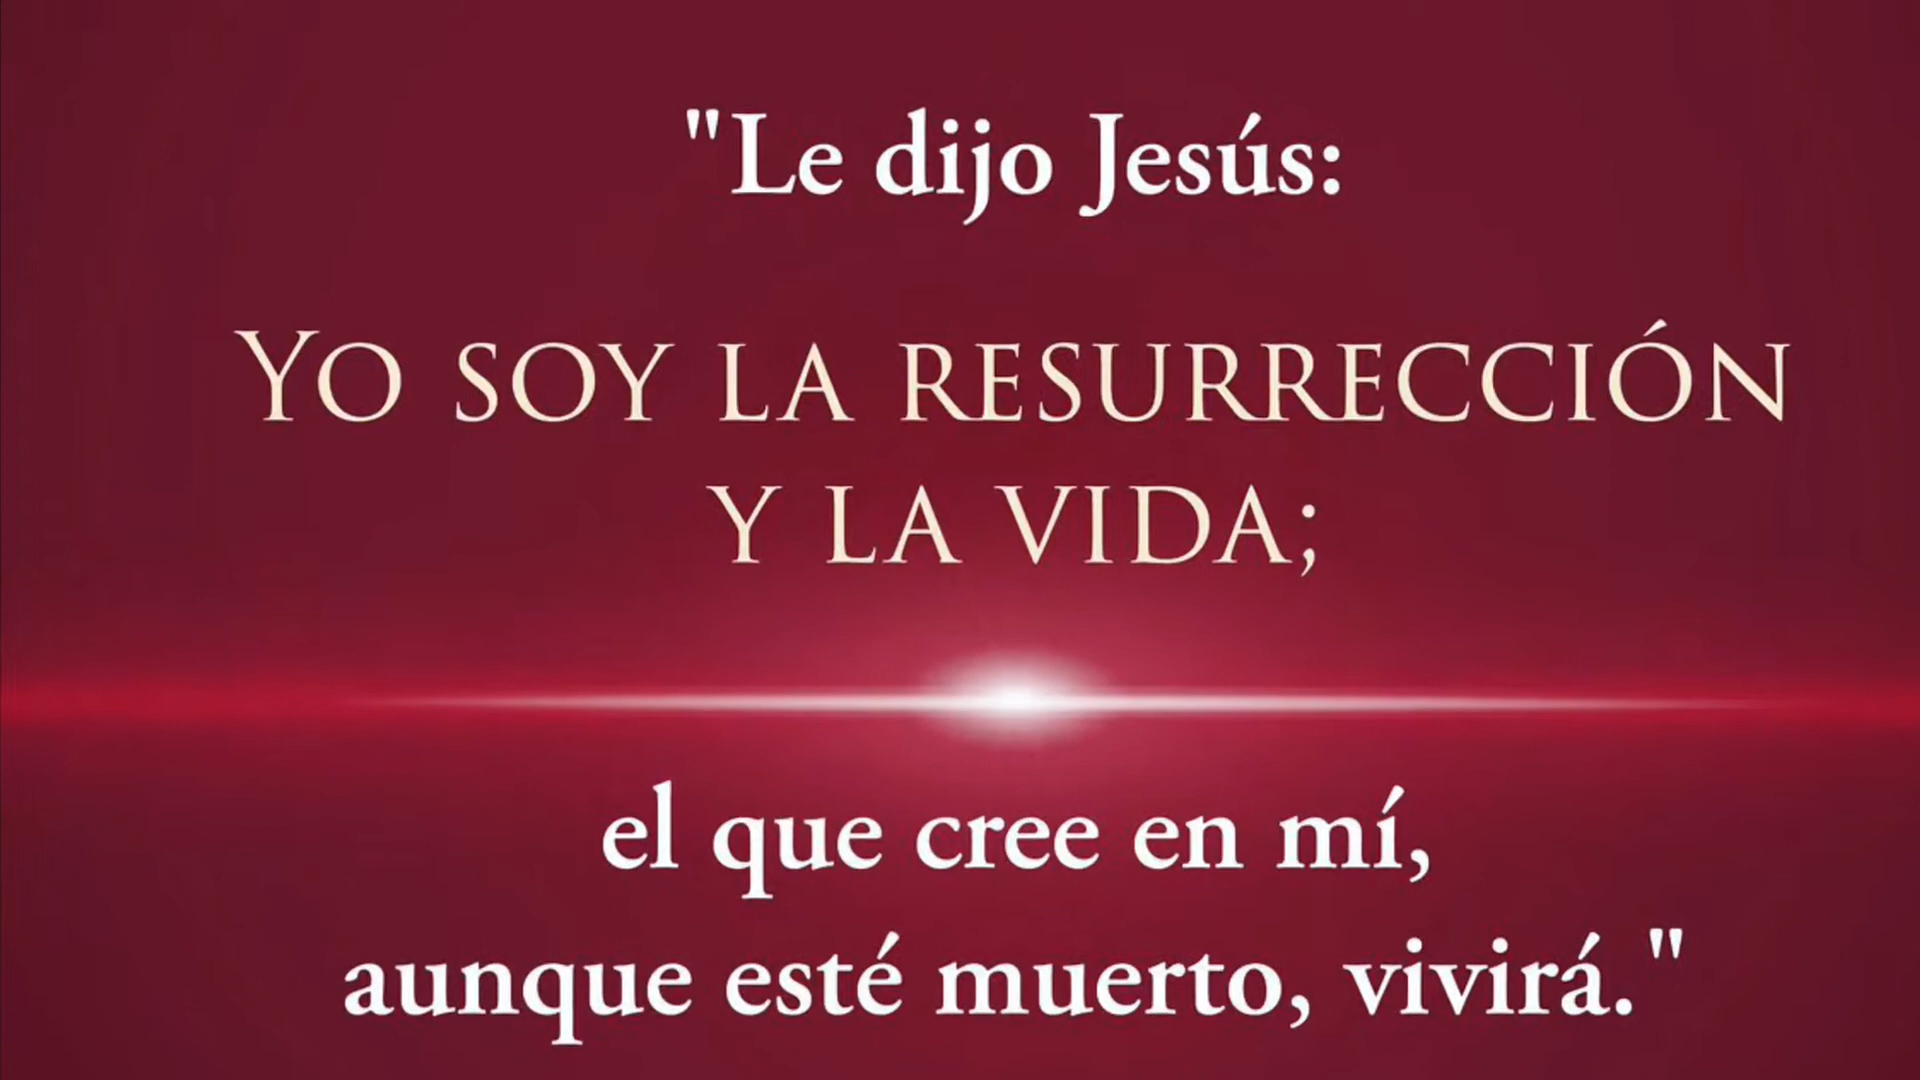 "Le dijo Jesús:
YO SOY LA RESURRECCIÓN
Y LA VIDA;
el que cree en mí,
aunque esté muerto, vivirá."